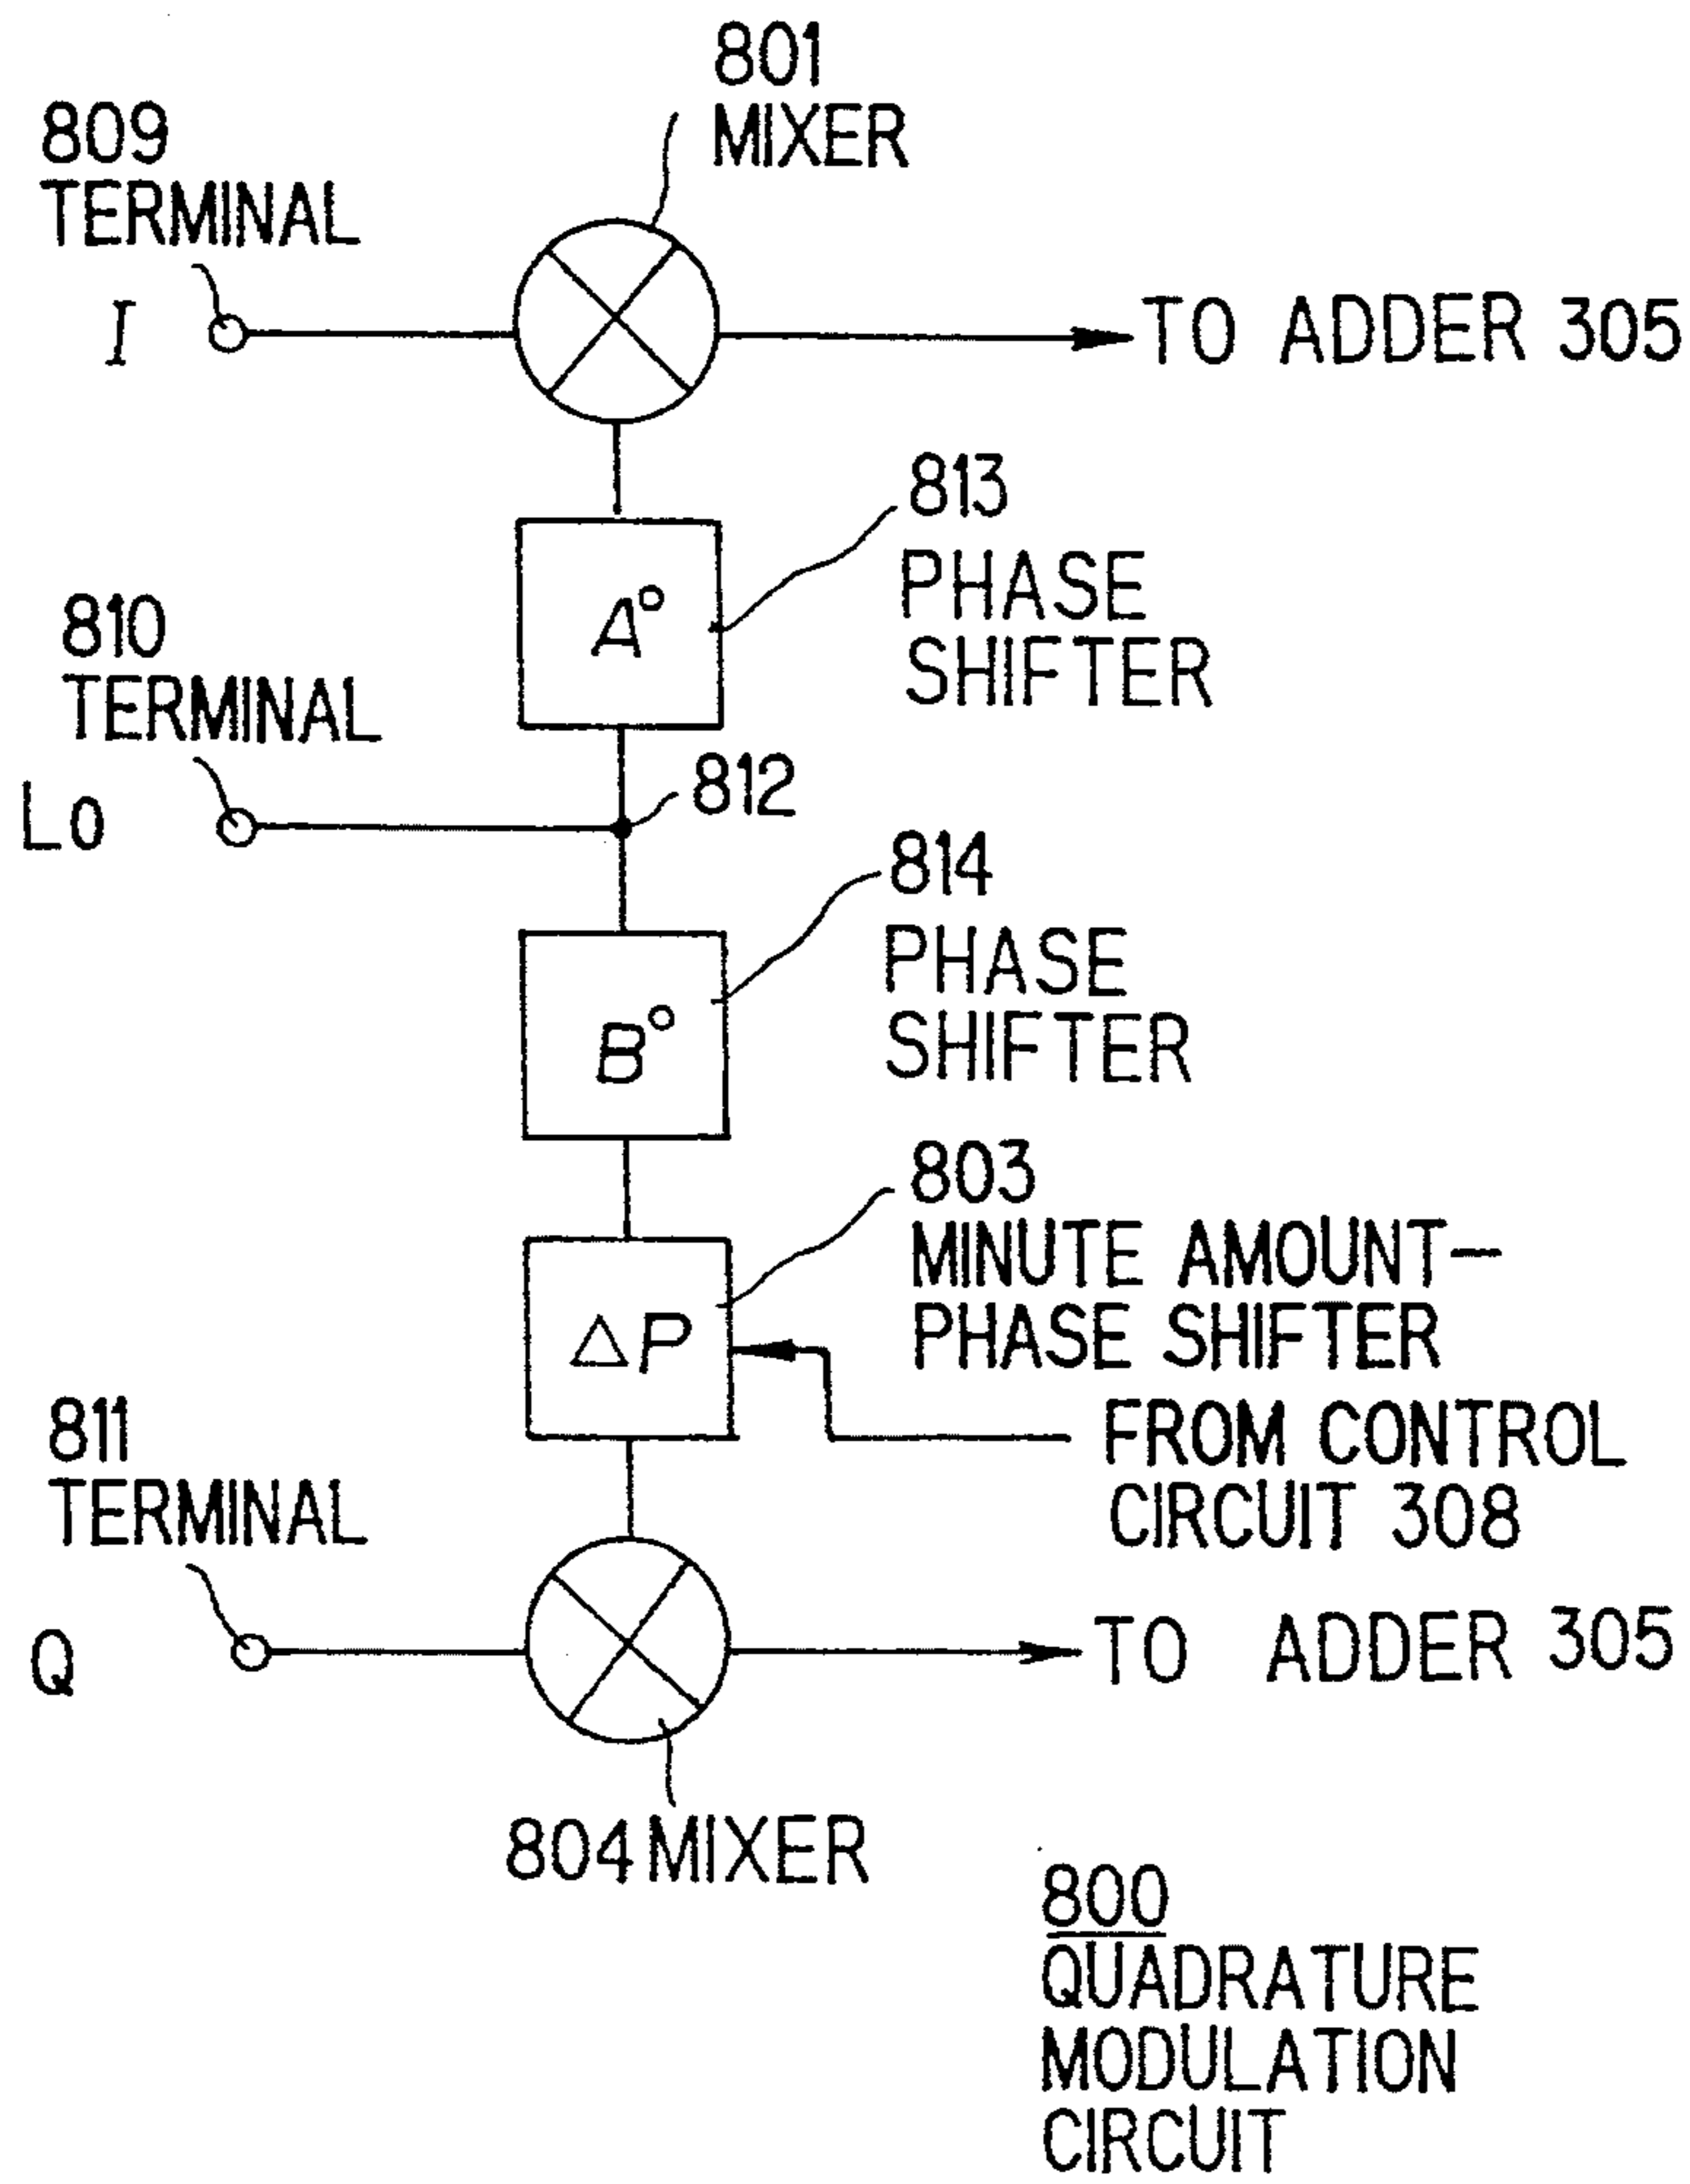 801
MIXER
809
TERMINAL
I
TO ADDER 305
813
PHASE
SHIFTER
A°
810
TERMINAL
LO
812
814
PHASE
SHIFTER
B°
803
MINUTE AMOUNT-
PHASE SHIFTER
ΔP
FROM CONTROL
CIRCUIT 308
811
TERMINAL
Q
TO ADDER 305
804 MIXER
800
QUADRATURE
MODULATION
CIRCUIT